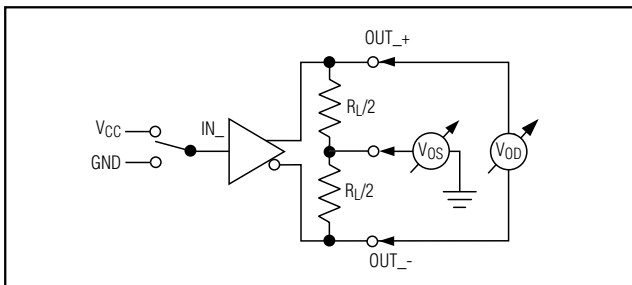 OUT_+
RL/2
VCC
IN_
VOS
VOD
GND
RL/2
OUT_-